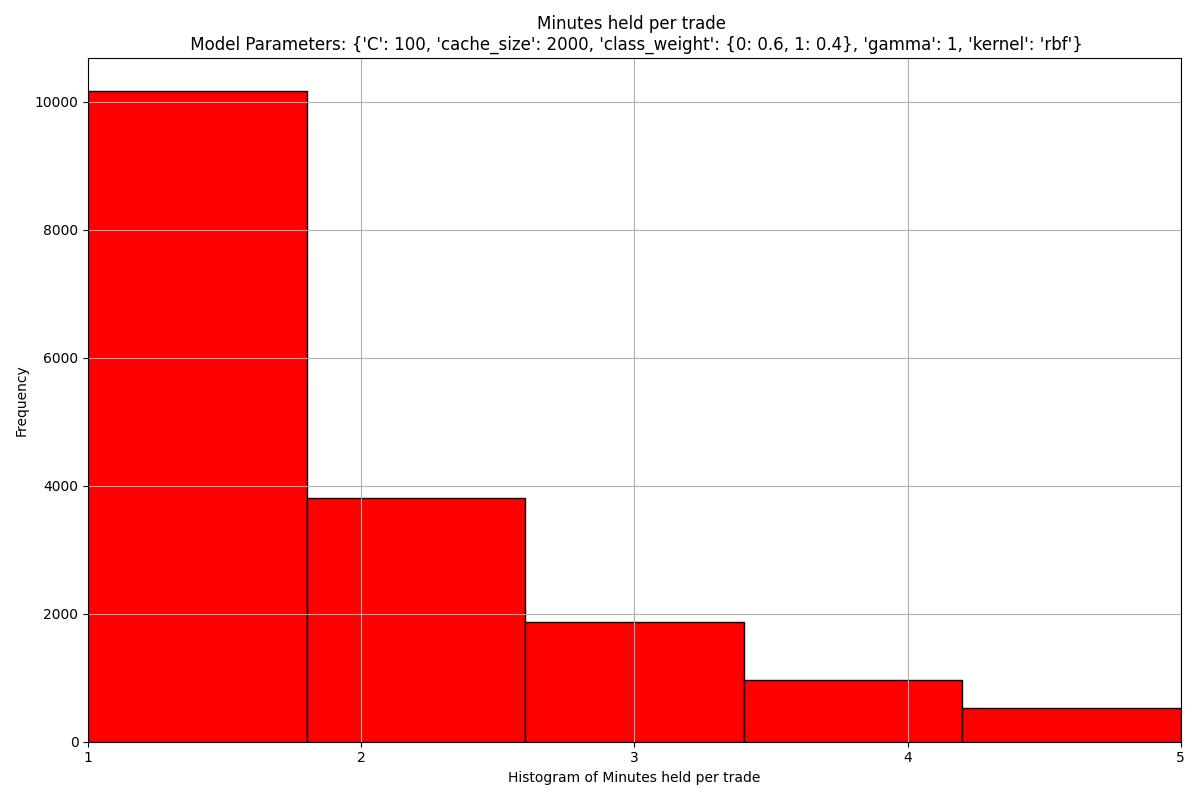 Minutes held per trade
Model Parameters: {'C': 100, 'cache_size': 2000, 'class_weight': {0: 0.6, 1: 0.4}, 'gamma': 1, 'kernel': 'rbf'}
10000
8000
6000
4000
2000
0
Frequency
1 2 3 4 5
Histogram of Minutes held per trade